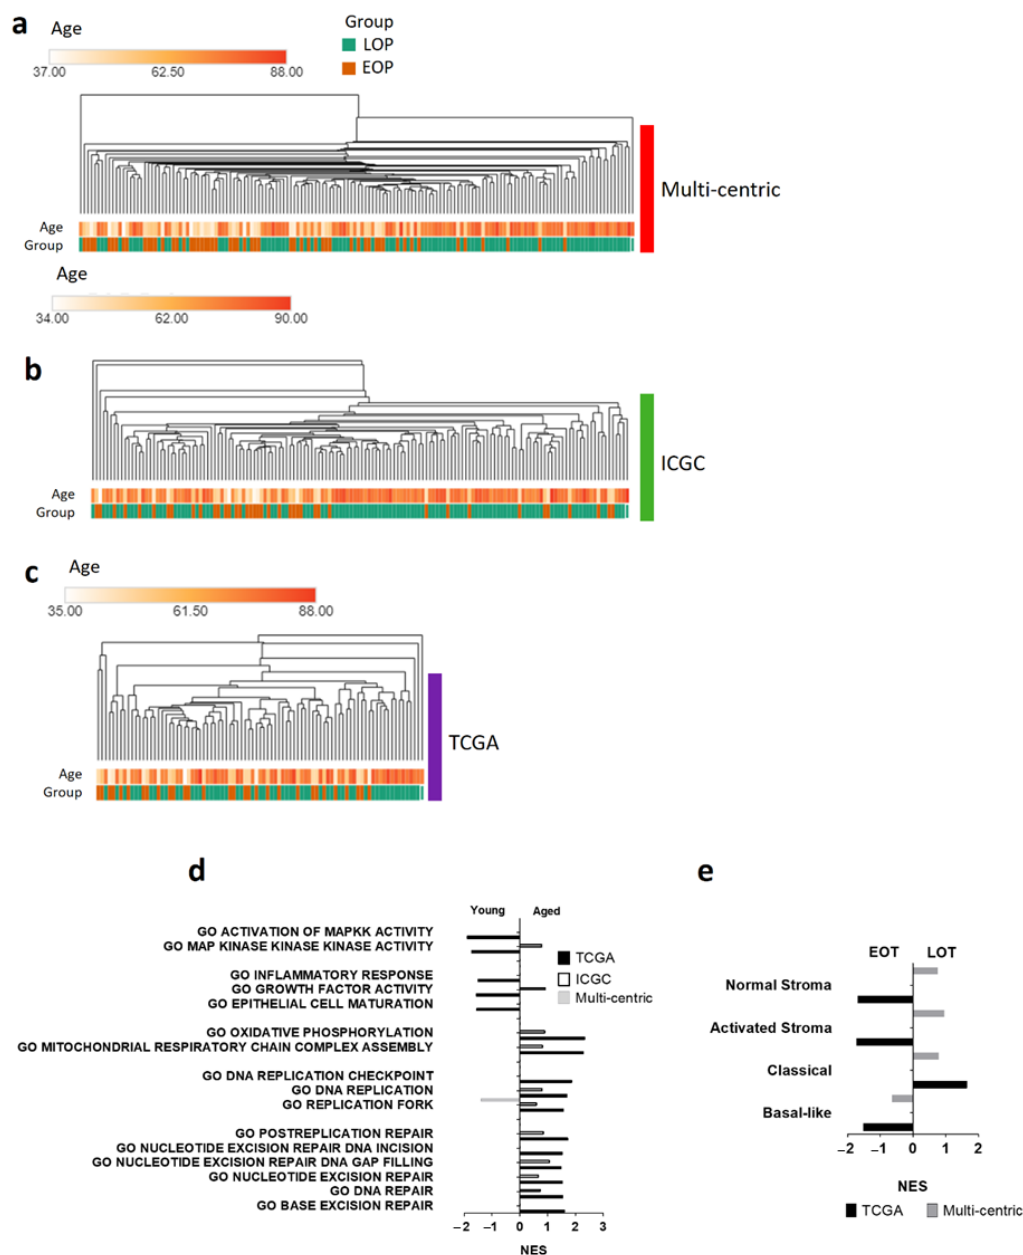 a
Age
37.00 62.50 88.00
Group
LOP
EOP
Multi-centric
Age
Group
Age
34.00 62.00 90.00
b
ICGC
Age
Group
c
Age
35.00 61.50 88.00
TCGA
Age
Group
d
Young Aged
TCGA
ICGC
Multi-centric
GO ACTIVATION OF MAPKK ACTIVITY
GO MAP KINASE KINASE KINASE ACTIVITY
GO INFLAMMATORY RESPONSE
GO GROWTH FACTOR ACTIVITY
GO EPITHELIAL CELL MATURATION
GO OXIDATIVE PHOSPHORYLATION
GO MITOCHONDRIAL RESPIRATORY CHAIN COMPLEX ASSEMBLY
GO DNA REPLICATION CHECKPOINT
GO DNA REPLICATION
GO REPLICATION FORK
GO POSTREPLICATION REPAIR
GO NUCLEOTIDE EXCISION REPAIR DNA INCISION
GO NUCLEOTIDE EXCISION REPAIR DNA GAP FILLING
GO NUCLEOTIDE EXCISION REPAIR
GO DNA REPAIR
GO BASE EXCISION REPAIR
−2 −1 0 1 2 3
NES
e
EOT LOT
Normal Stroma
Activated Stroma
Classical
Basal-like
−2 −1 0 1 2
NES
TCGA Multi-centric